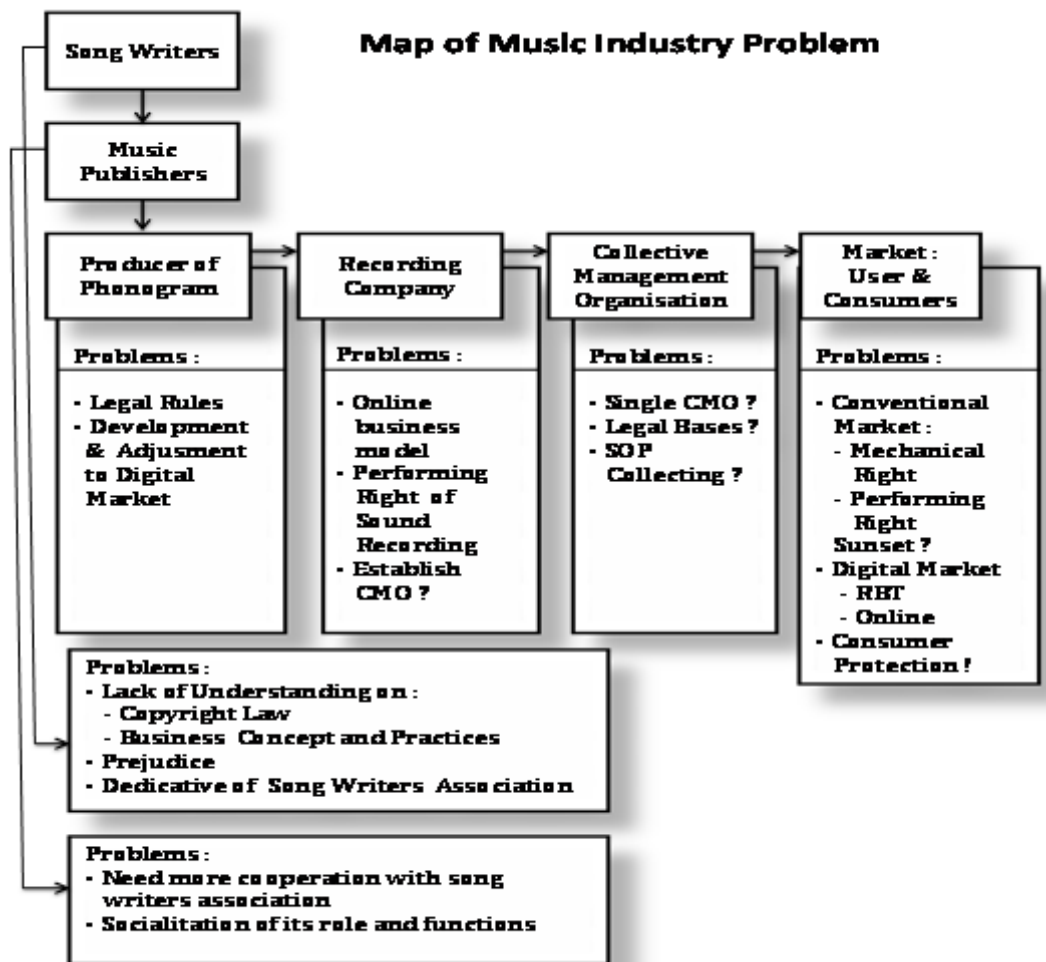 Map of Music Industry Problem
Song Writers
Music
Publishers
Producer of
Phonogram
Recording
Company
Collective
Management
Organisation
Market :
User &
Consumers
Problems :
- Legal Rules
- Development
& Adjusment
to Digital
Market
Problems :
- Online
business
model
- Performing
Right of
Sound
Recording
- Establish
CMO ?
Problems :
- Single CMO ?
- Legal Bases ?
- SOP
Collecting ?
Problems :
- Conventional
Market :
- Mechanical
Right
- Performing
Right
Sunset ?
- Digital Market
- RBT
- Online
- Consumer
Protection !
Problems :
- Lack of Understanding on :
- Copyright Law
- Business Concept and Practices
- Prejudice
- Dedicative of Song Writers Association
Problems :
- Need more cooperation with song
writers association
- Socialitation of its role and functions